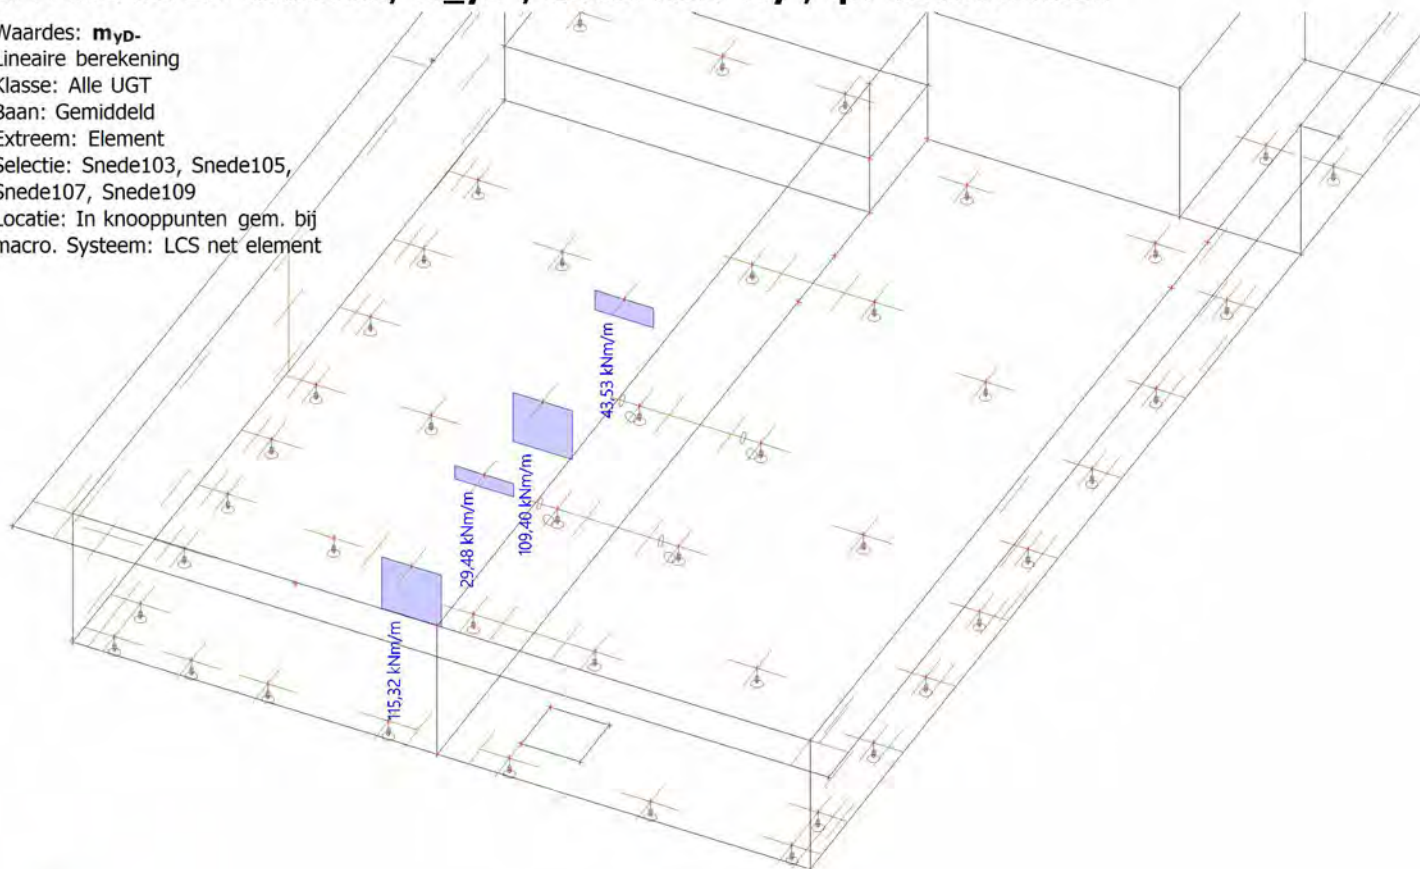 Waardes: myD-
Lineaire berekening
Klasse: Alle UGT
Baan: Gemiddeld
Extreem: Element
Selectie: Snede103, Snede105,
Snede107, Snede109
Locatie: In knooppunten gem. bij
macro. Systeem: LCS net element
43,53 kNm/m
109,40 kNm/m
29,48 kNm/m
115,32 kNm/m